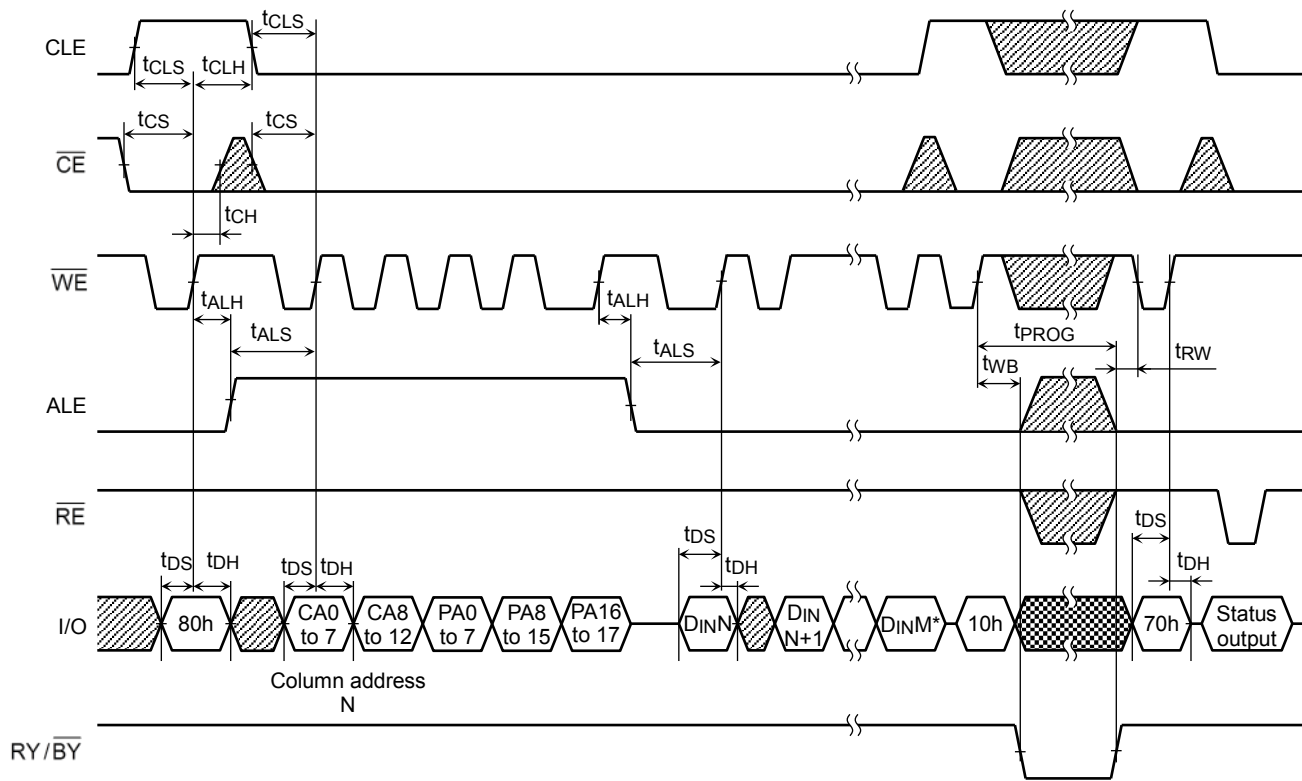 tCLS
CLE
tCLS tCLH
tCS tCS
CE
tCH
WE
tALH tALH
tALS tALS tPROG
tWB tRW
ALE
RE
tDS tDH tDS tDH tDS tDH tDS tDH
I/O 80h CA0 to 7 CA8 to 12 PA0 to 7 PA8 to 15 PA16 to 17 DINN DIN N+1 DINM* 10h 70h Status output
Column address
N
RY/BY